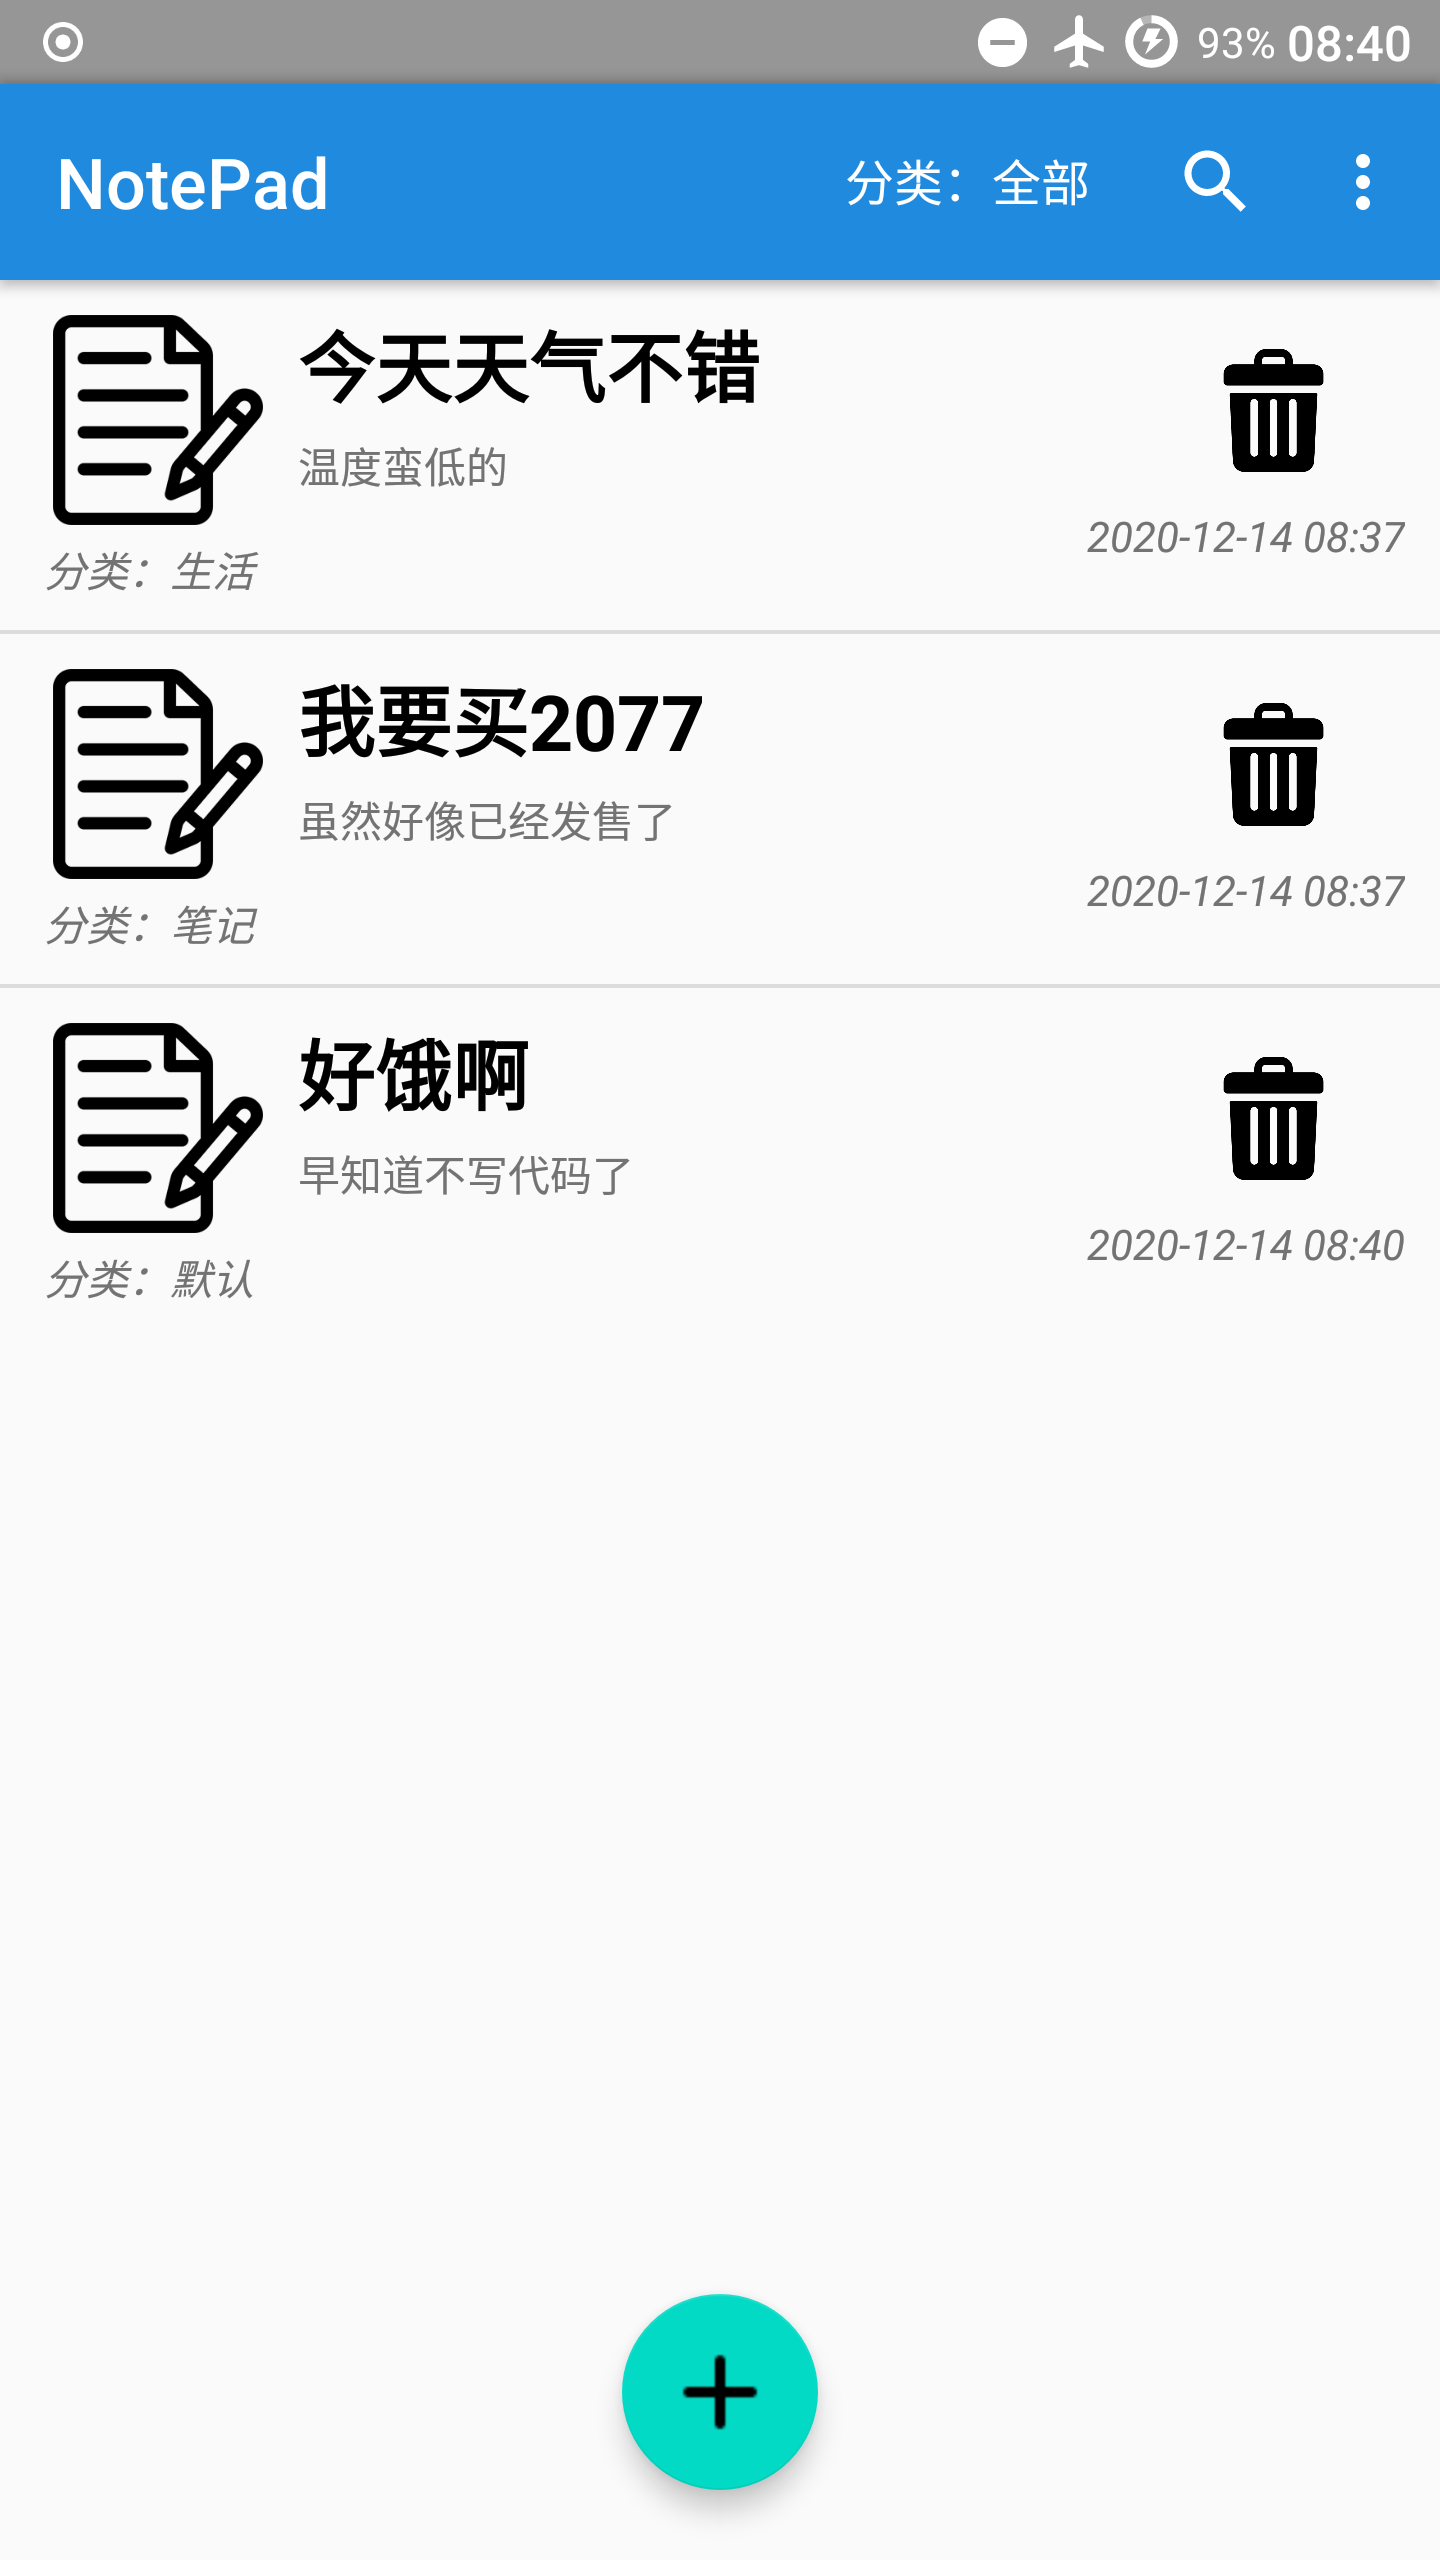 93% 08:40
NotePad 分类：全部
今天天气不错
温度蛮低的
2020-12-14 08:37
分类：生活
我要买2077
虽然好像已经发售了
2020-12-14 08:37
分类：笔记
好饿啊
早知道不写代码了
2020-12-14 08:40
分类：默认